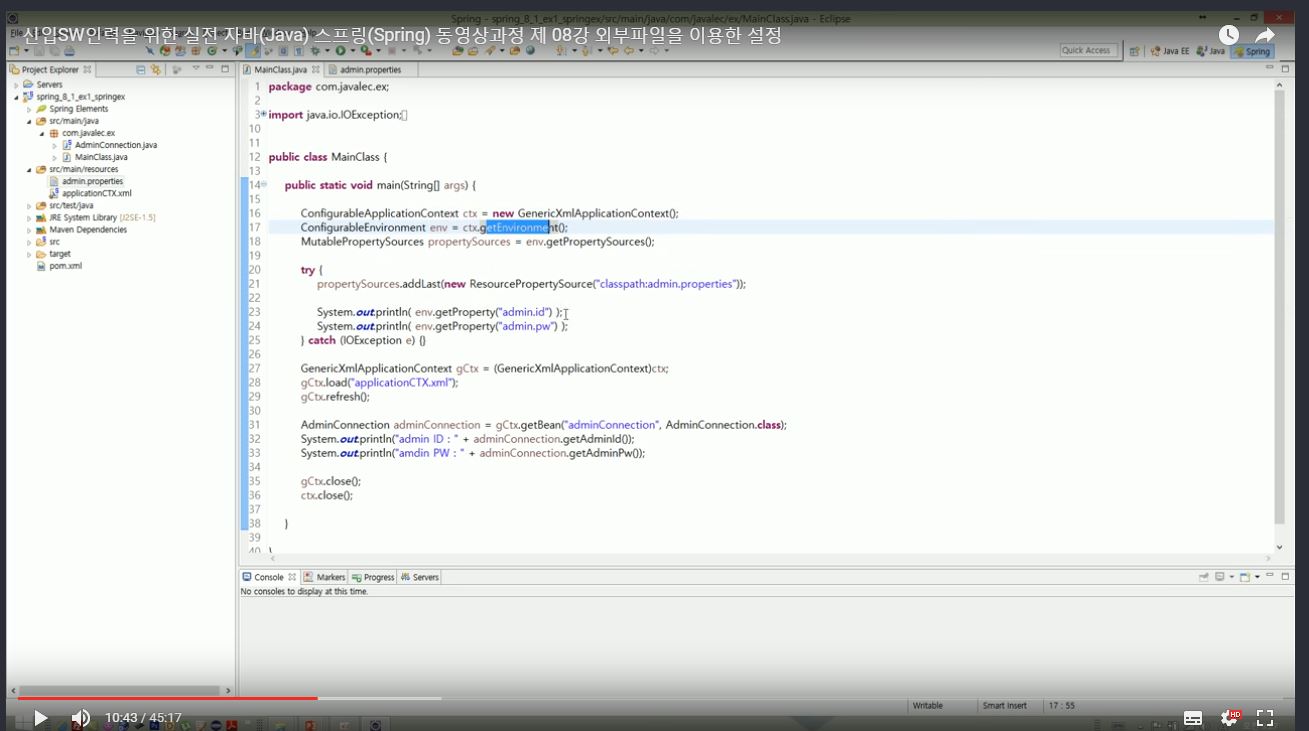 Spring - spring_8_1_ex1_springex/src/main/java/com/javalec/ex/MainClass.java - Eclipse
신입SW인력을 위한 실전 자바(Java) 스프링(Spring) 동영상과정 제 08강 외부파일을 이용한 설정
Quick Access
Java EE
Java
Spring
Project Explorer
Servers
spring_8_1_ex1_springex
Spring Elements
src/main/java
com.javalec.ex
AdminConnection.java
MainClass.java
src/main/resources
admin.properties
applicationCTX.xml
src/test/java
JRE System Library [J2SE-1.5]
Maven Dependencies
src
target
pom.xml
MainClass.java admin.properties
1 package com.javalec.ex;
2
3 import java.io.IOException;
10
11
12 public class MainClass {
13
14 public static void main(String[] args) {
15
16 ConfigurableApplicationContext ctx = new GenericXmlApplicationContext();
17 ConfigurableEnvironment env = ctx.getEnvironment();
18 MutablePropertySources propertySources = env.getPropertySources();
19
20 try {
21 propertySources.addLast(new ResourcePropertySource("classpath:admin.properties"));
22
23 System.out.println( env.getProperty("admin.id") );
24 System.out.println( env.getProperty("admin.pw") );
25 } catch (IOException e) {}
26
27 GenericXmlApplicationContext gCtx = (GenericXmlApplicationContext)ctx;
28 gCtx.load("applicationCTX.xml");
29 gCtx.refresh();
30
31 AdminConnection adminConnection = gCtx.getBean("adminConnection", AdminConnection.class);
32 System.out.println("admin ID : " + adminConnection.getAdminId());
33 System.out.println("amdin PW : " + adminConnection.getAdminPw());
34
35 gCtx.close();
36 ctx.close();
37
38 }
39
40 }
Console Markers Progress Servers
No consoles to display at this time.
Writable Smart Insert 17 : 55
10:43 / 45:17
HD